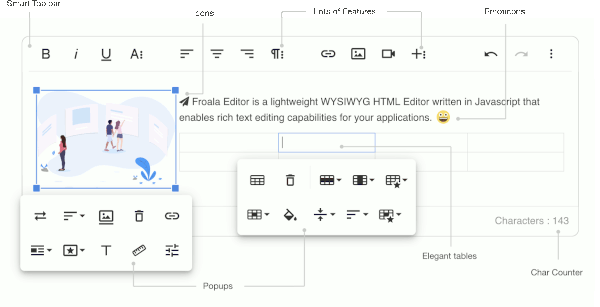 Smart Toolbar
Icons
Lots of Features
Emoticons
B i U A
Froala Editor is a lightweight WYSIWYG HTML Editor written in Javascript that
enables rich text editing capabilities for your applications.
Characters : 143
T
Elegant tables
Char Counter
Popups